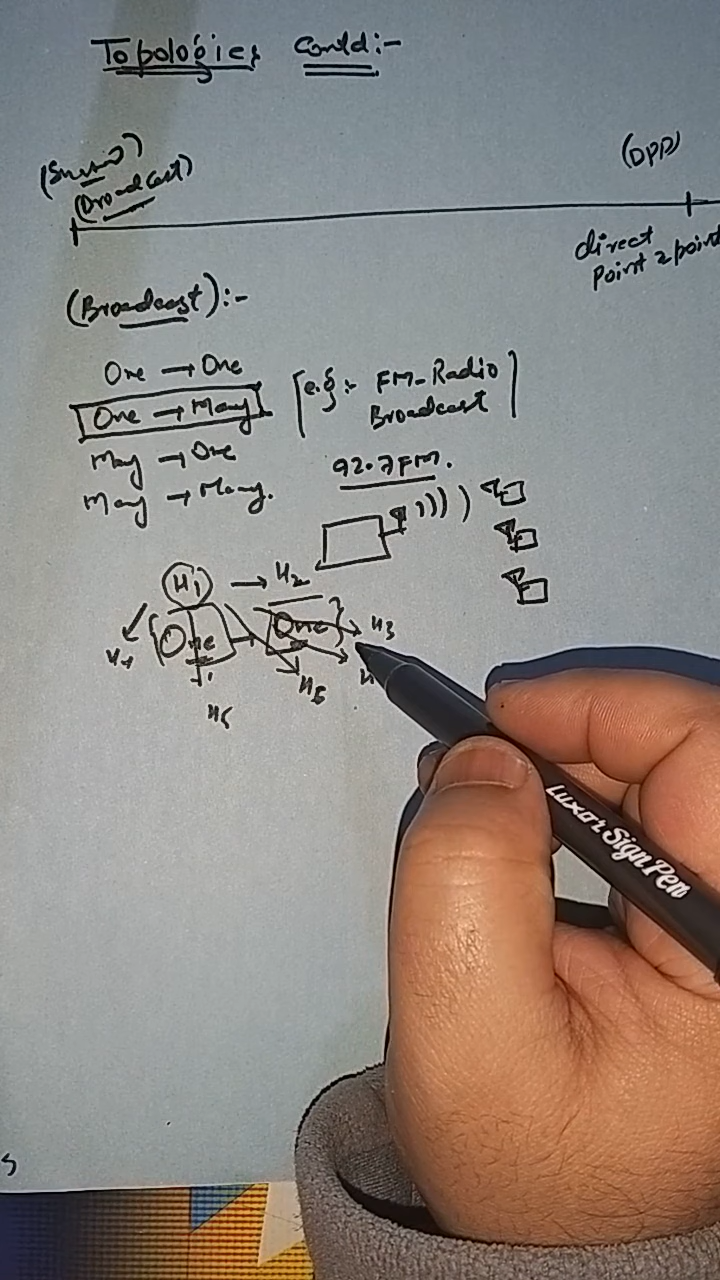 Topologies Contd:-
(Broadcast)
(DPP)
direct
Point 2 point
(Broadcast):-
One → One
One → Many
[e.g:- FM-Radio
Broadcast]
Many → One
Many → Many.
92.7 FM.
H1 → H2
One → One
H3
H5
Luxor Sign Pen